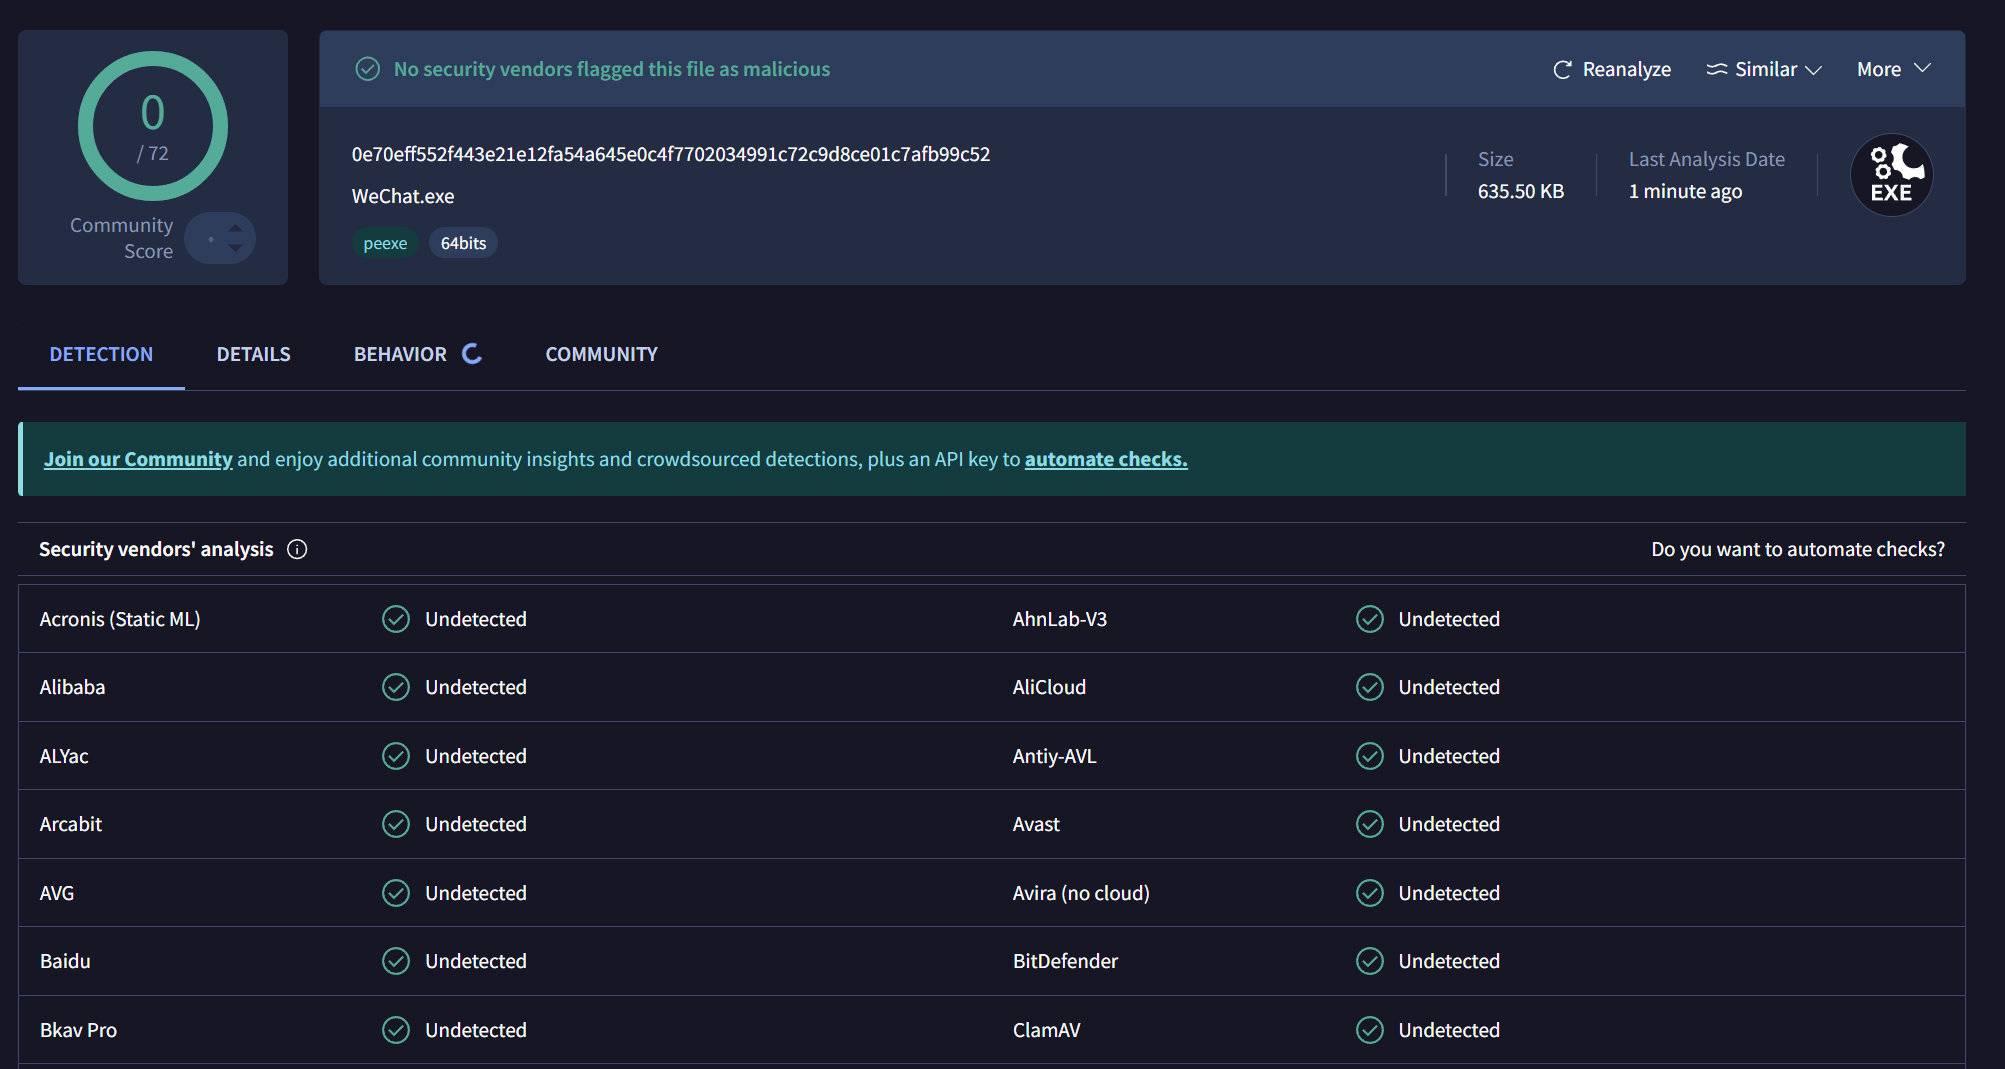 0
/ 72
Community
Score
No security vendors flagged this file as malicious
Reanalyze
Similar
More
0e70eff552f443e21e12fa54a645e0c4f7702034991c72c9d8ce01c7afb99c52
WeChat.exe
peexe
64bits
Size
635.50 KB
Last Analysis Date
1 minute ago
EXE
DETECTION
DETAILS
BEHAVIOR
COMMUNITY
Join our Community and enjoy additional community insights and crowdsourced detections, plus an API key to automate checks.
Security vendors' analysis
Do you want to automate checks?
Acronis (Static ML) Undetected AhnLab-V3 Undetected
Alibaba Undetected AliCloud Undetected
ALYac Undetected Antiy-AVL Undetected
Arcabit Undetected Avast Undetected
AVG Undetected Avira (no cloud) Undetected
Baidu Undetected BitDefender Undetected
Bkav Pro Undetected ClamAV Undetected